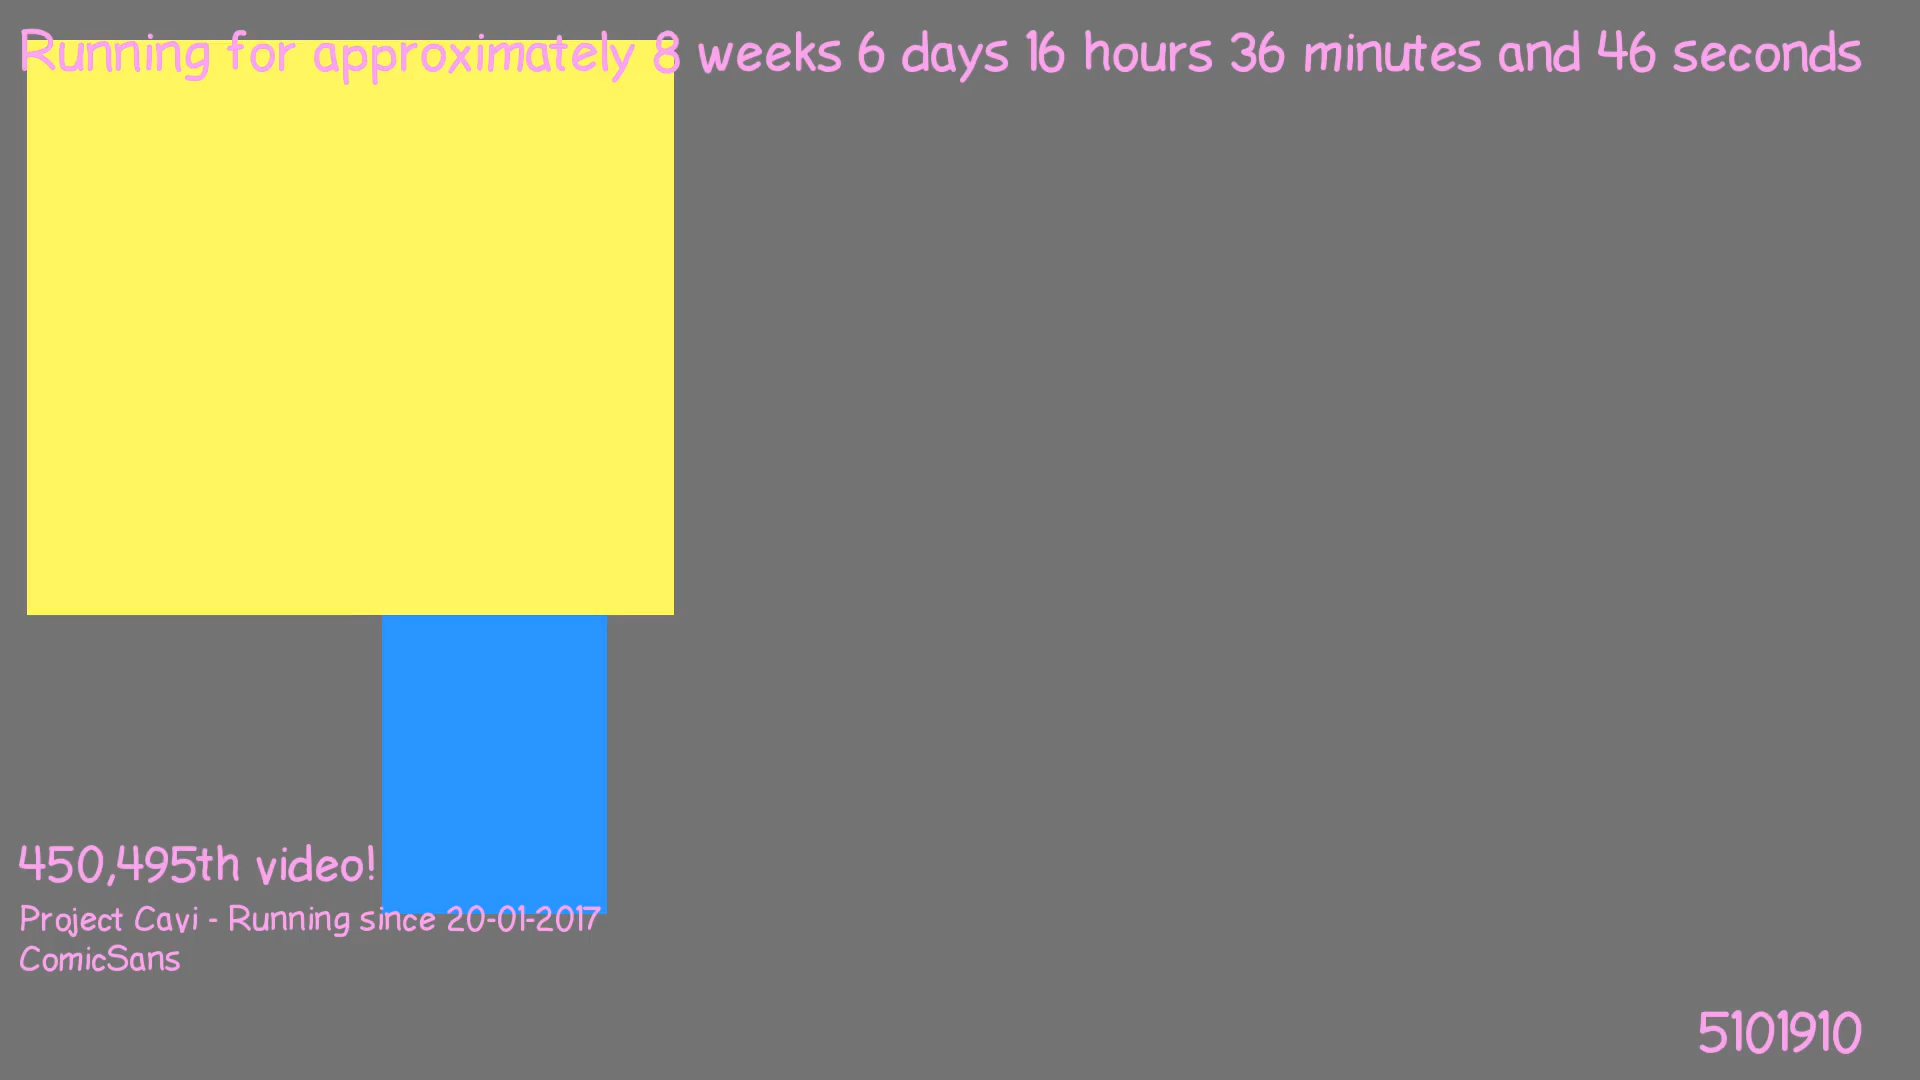 Running for approximately 8 weeks 6 days 16 hours 36 minutes and 46 seconds
450,495th video!
Project Cavi - Running since 20-01-2017
ComicSans
5101910